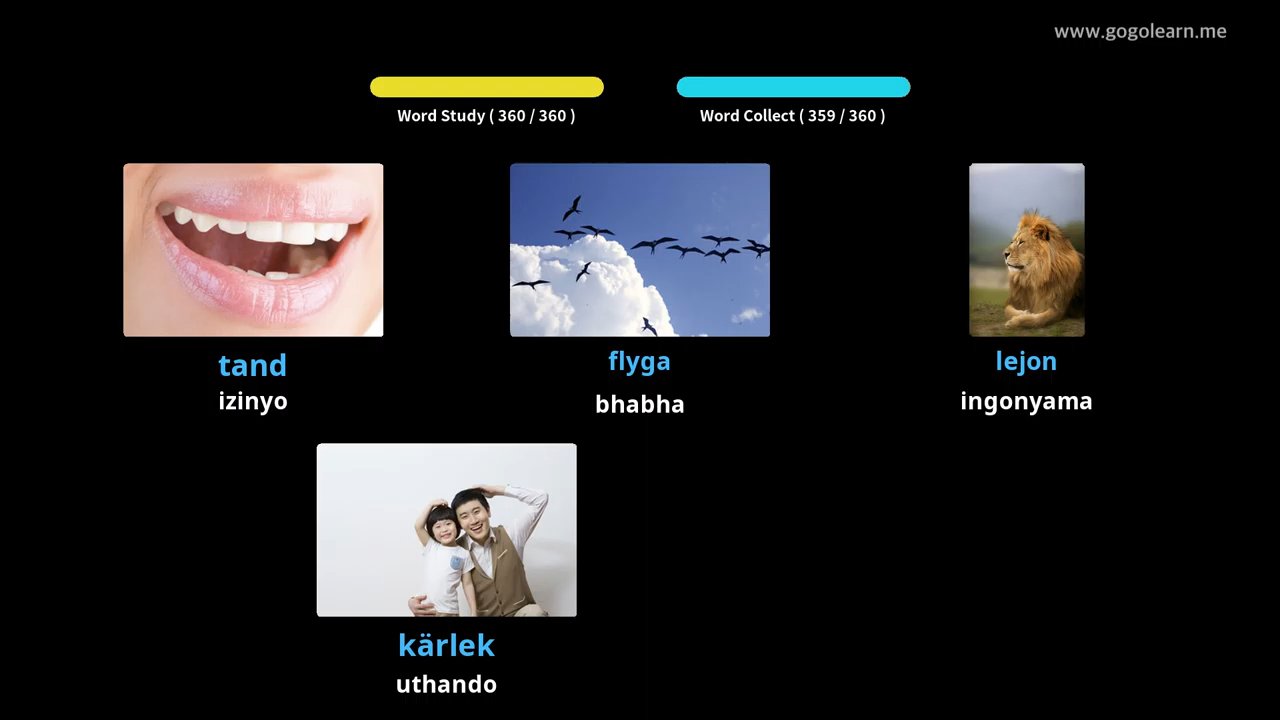 www.gogolearn.me
Word Study ( 360 / 360 )
Word Collect ( 359 / 360 )
tand
izinyo
flyga
bhabha
lejon
ingonyama
kärlek
uthando